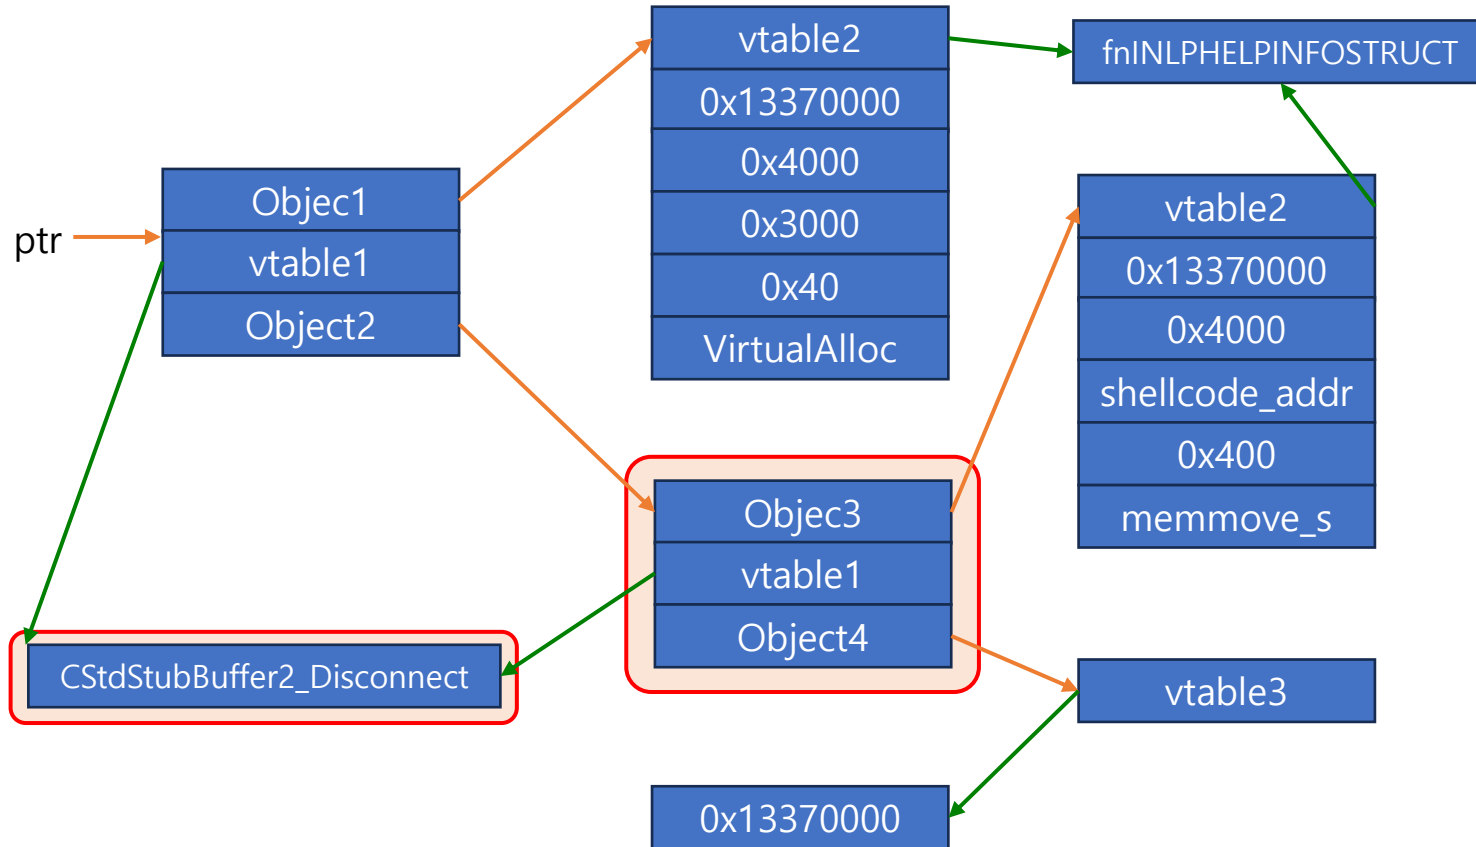 vtable2
0x13370000
0x4000
0x3000
0x40
VirtualAlloc
fnINLPHELPINFOSTRUCT
ptr
Objec1
vtable1
Object2
vtable2
0x13370000
0x4000
shellcode_addr
0x400
memmove_s
Objec3
vtable1
Object4
CStdStubBuffer2_Disconnect
vtable3
0x13370000